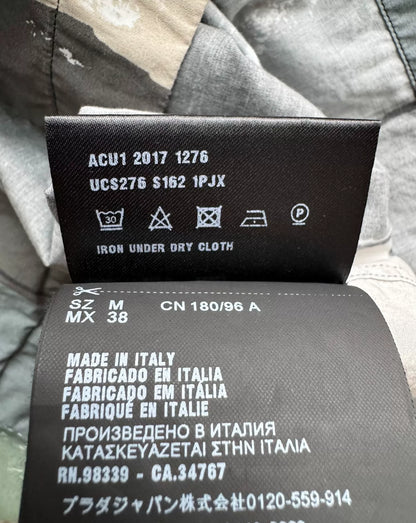 ACU1 2017 1276
UCS276 S162 1PJX
30
P
IRON UNDER DRY CLOTH
SZ M CN 180/96 A
MX 38
MADE IN ITALY
FABRICADO EN ITALIA
FABRICADO EM ITÁLIA
FABRIQUÉ EN ITALIE
ПРОИЗВЕДЕНО В ИТАЛИЯ
ΚΑΤΑΣΚΕΥΑΖΕΤΑΙ ΣΤΗΝ ΙΤΑΛΙΑ
RN.98339 - CA.34767
プラダジャパン株式会社0120-559-914